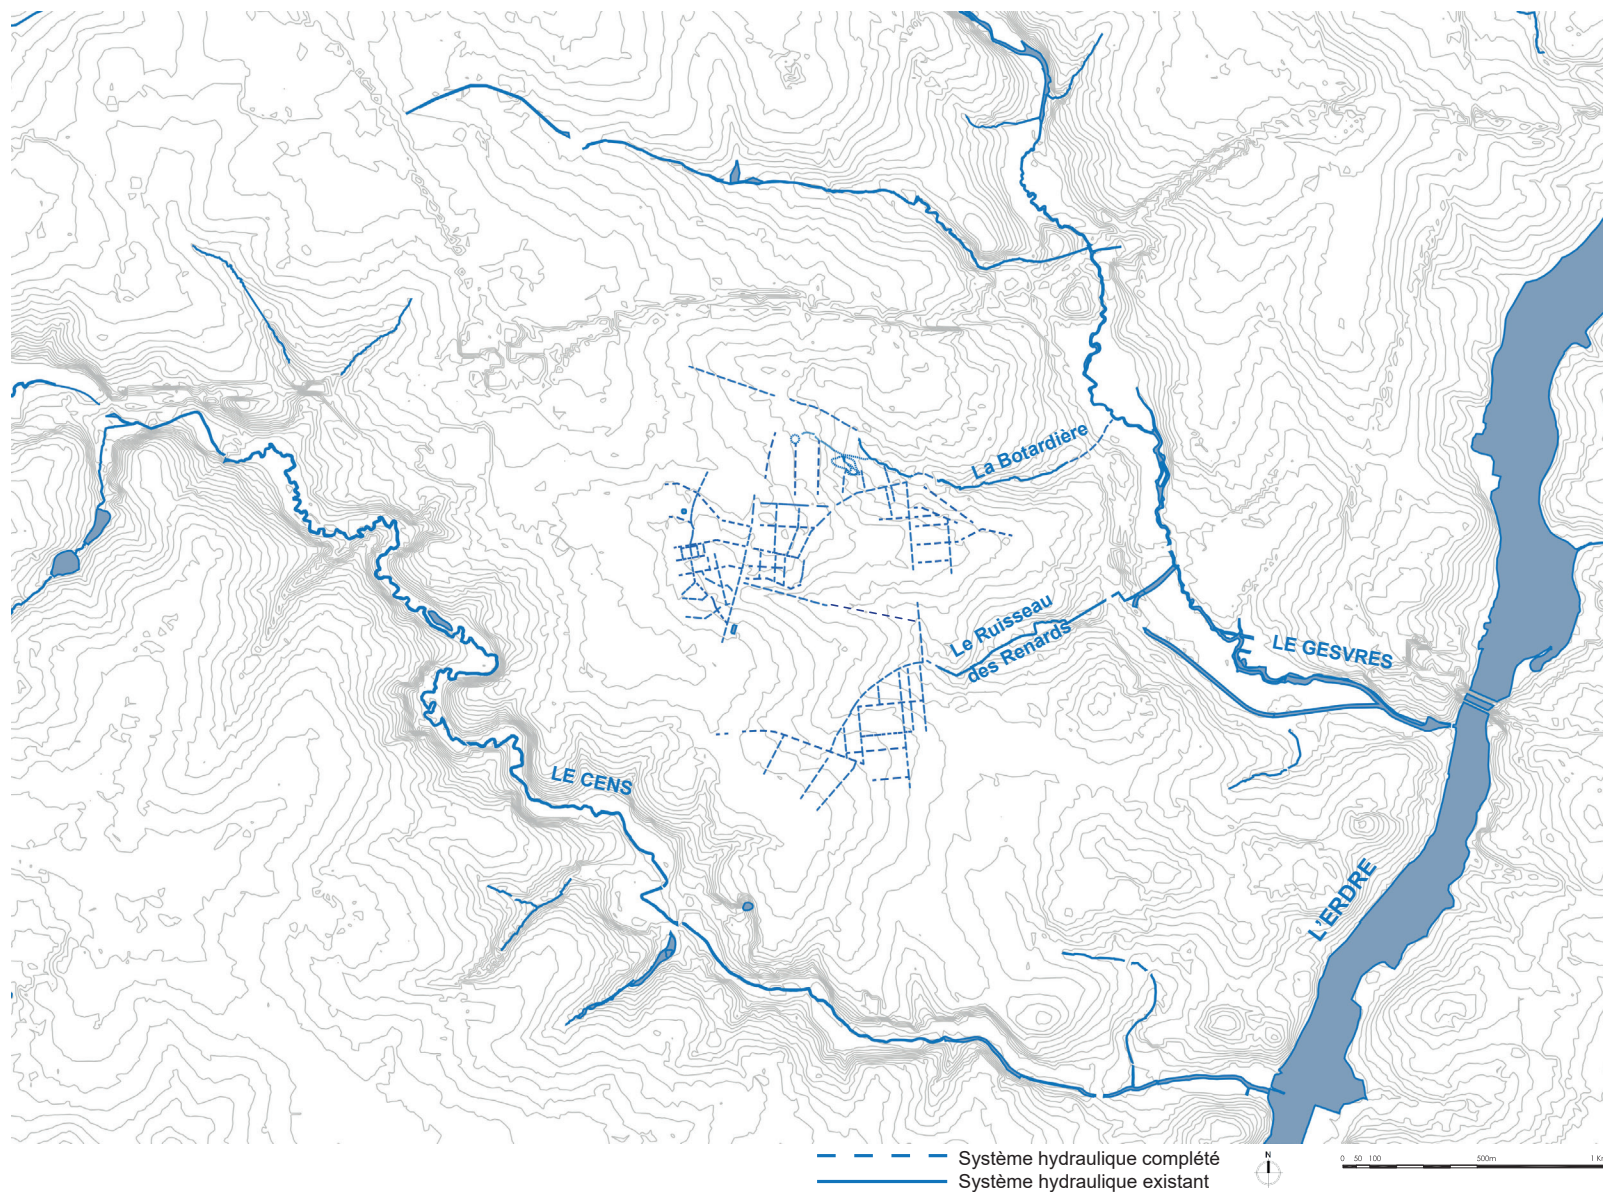 La Botardière
Le Ruisseau
des Renards
LE GESVRES
LE CENS
L'ERDRE
Système hydraulique complété
Système hydraulique existant
N
0 50 100 500m 1 K